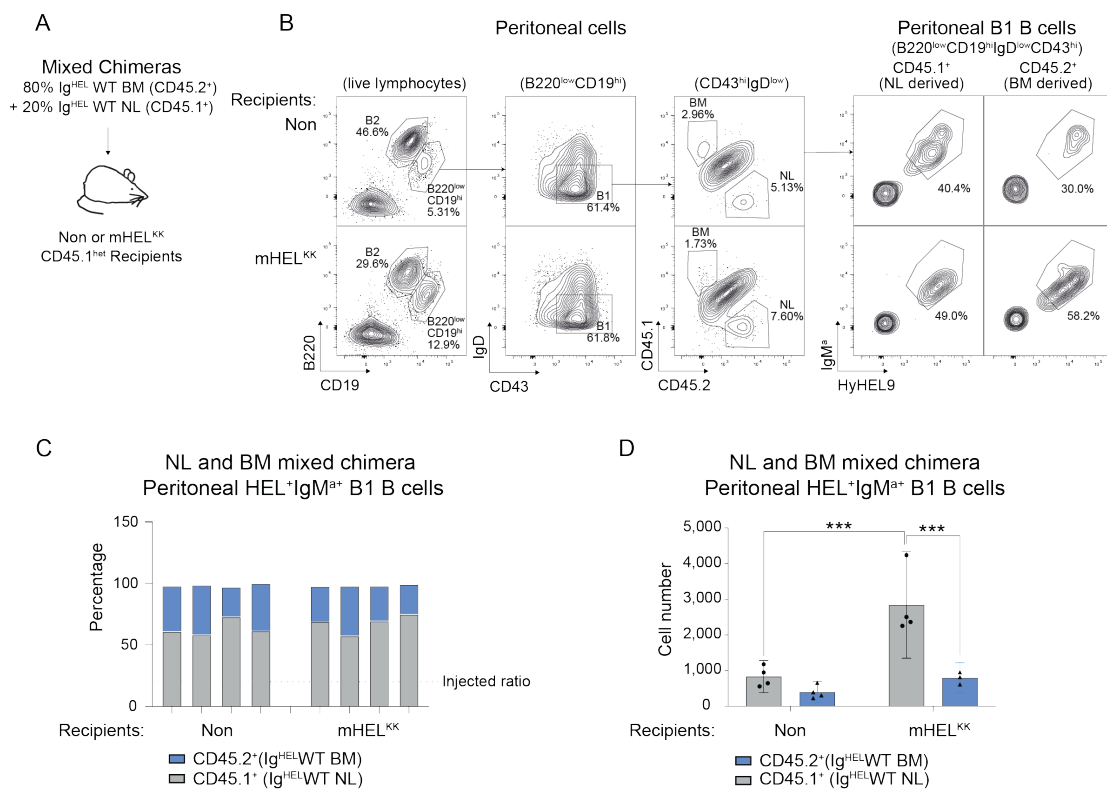 A
Mixed Chimeras
80% Ig^HEL WT BM (CD45.2⁺)
+ 20% Ig^HEL WT NL (CD45.1⁺)
Non or mHEL^KK
CD45.1^het Recipients
B
Peritoneal cells
Peritoneal B1 B cells
(B220^low CD19^hi IgD^low CD43^hi)
CD45.1⁺
(NL derived)
CD45.2⁺
(BM derived)
(live lymphocytes)
(B220^low CD19^hi)
(CD43^hi IgD^low)
Recipients:
Non
B2
46.6%
B220^low
CD19^hi
5.31%
B1
61.4%
BM
2.96%
NL
5.13%
40.4%
30.0%
mHEL^KK
B2
29.6%
B220^low
CD19^hi
12.9%
B1
61.8%
BM
1.73%
NL
7.60%
49.0%
58.2%
B220
CD19
IgD
CD43
CD45.1
CD45.2
IgM^a
HyHEL9
C
NL and BM mixed chimera
Peritoneal HEL⁺IgM^a+ B1 B cells
Percentage
150
100
50
0
Injected ratio
Recipients:
Non
mHEL^KK
CD45.2⁺(Ig^HEL WT BM)
CD45.1⁺ (Ig^HEL WT NL)
D
NL and BM mixed chimera
Peritoneal HEL⁺IgM^a+ B1 B cells
Cell number
5,000
4,000
3,000
2,000
1,000
0
***
***
Recipients:
Non
mHEL^KK
CD45.2⁺(Ig^HEL WT BM)
CD45.1⁺ (Ig^HEL WT NL)